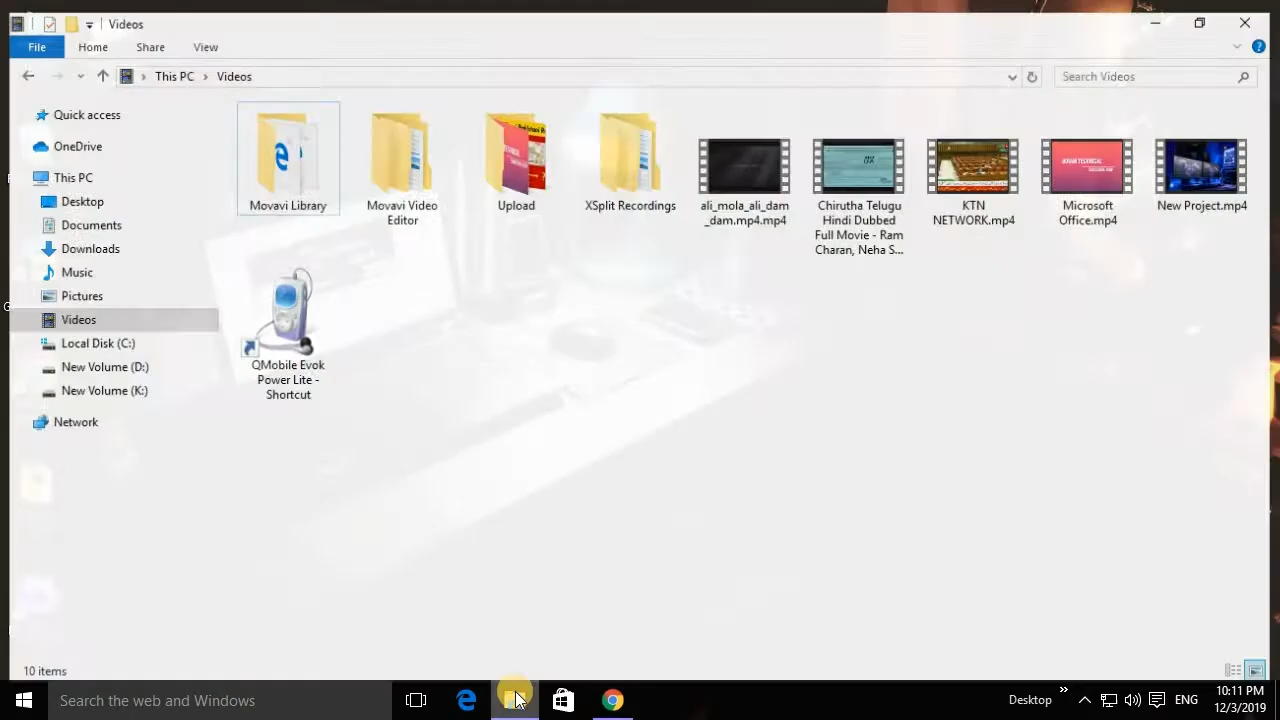 Videos
File Home Share View
This PC Videos
Search Videos
Quick access
OneDrive
This PC
Desktop
Documents
Downloads
Music
Pictures
Videos
Local Disk (C:)
New Volume (D:)
New Volume (K:)
Network
Movavi Library
Movavi Video
Editor
Upload
XSplit Recordings
ali_mola_ali_dam
_dam.mp4.mp4
Chirutha Telugu
Hindi Dubbed
Full Movie - Ram
Charan, Neha S...
KTN
NETWORK.mp4
Microsoft
Office.mp4
New Project.mp4
QMobile Evok
Power Lite -
Shortcut
10 items
Search the web and Windows
Desktop
ENG
10:11 PM
12/3/2019